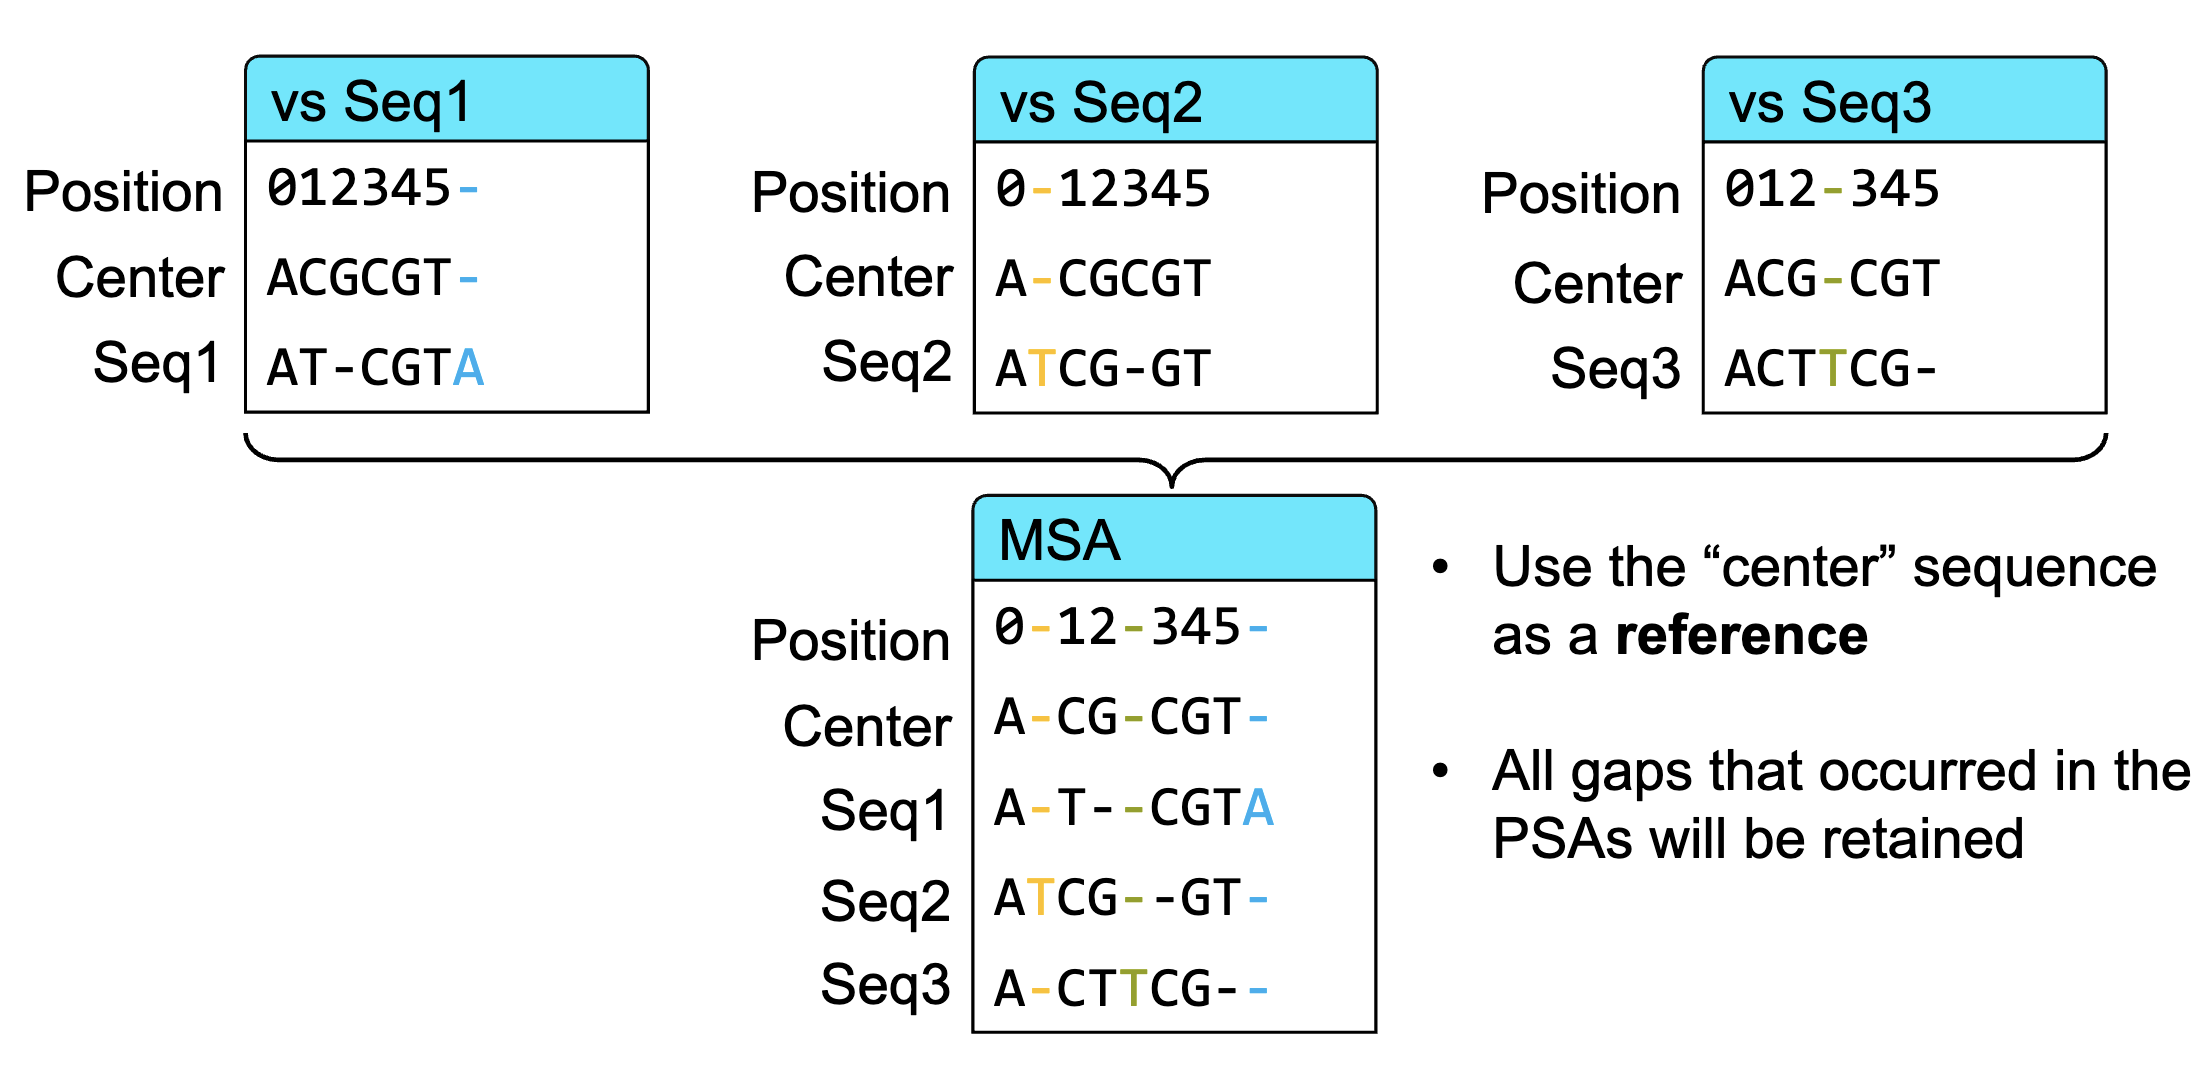 vs Seq1
Position 012345-
Center ACGCGT-
Seq1 AT-CGTA
vs Seq2
Position 0-12345
Center A-CGCGT
Seq2 ATCG-GT
vs Seq3
Position 012-345
Center ACG-CGT
Seq3 ACTTCG-
MSA
Position 0-12-345-
Center A-CG-CGT-
Seq1 A-T--CGTA
Seq2 ATCG--GT-
Seq3 A-CTTCG--
• Use the “center” sequence
as a reference
• All gaps that occurred in the
PSAs will be retained